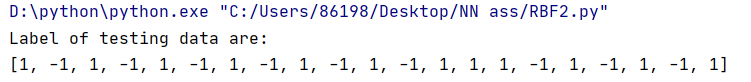 D:\python\python.exe "C:/Users/86198/Desktop/NN ass/RBF2.py"
Label of testing data are:
[1, -1, 1, -1, 1, -1, 1, -1, 1, -1, 1, -1, 1, 1, 1, -1, 1, -1, 1, -1, 1]